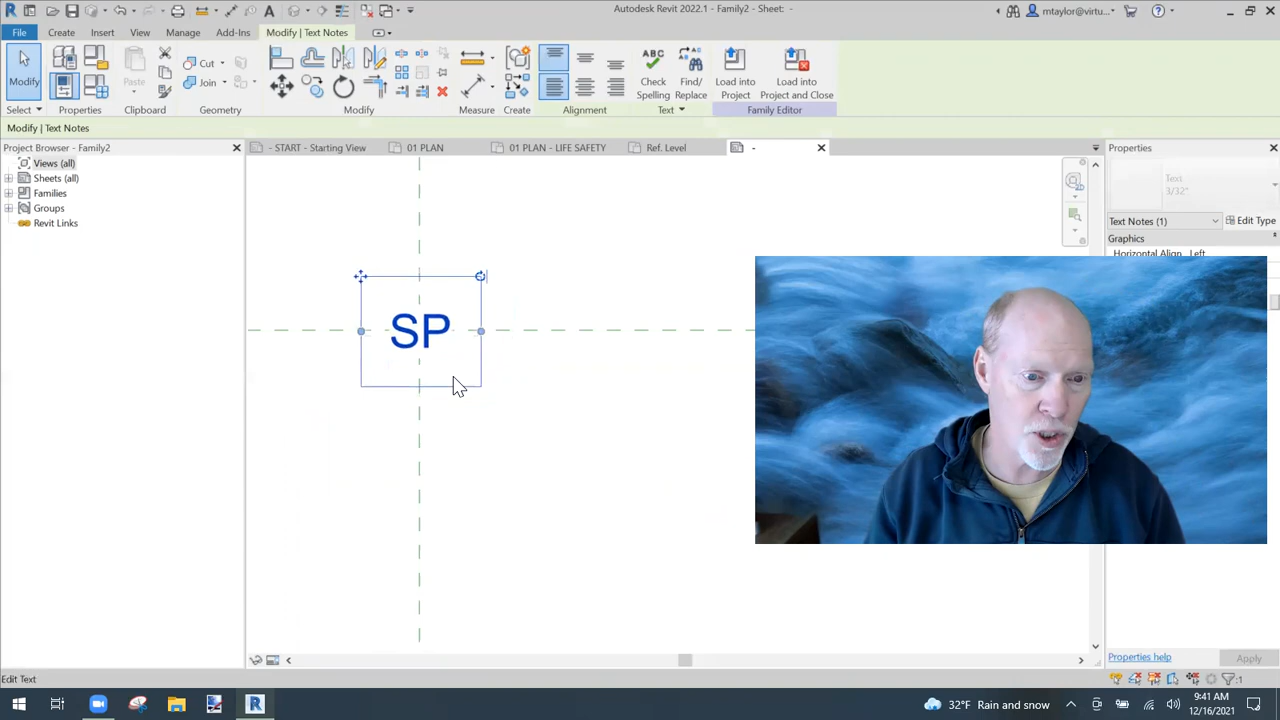 Autodesk Revit 2022.1 - Family2 - Sheet: -
mtaylor@virtu...
File Create Insert View Manage Add-Ins Modify | Text Notes
Modify
Paste
Cut
Join
Check Spelling
Find/ Replace
Load into Project
Load into Project and Close
Select Properties Clipboard Geometry Modify Measure Create Alignment Text Family Editor
Modify | Text Notes
Project Browser - Family2
- START - Starting View
01 PLAN
01 PLAN - LIFE SAFETY
Ref. Level
-
Properties
Views (all)
Sheets (all)
Families
Groups
Revit Links
Text
3/32"
Text Notes (1)
Edit Type
Graphics
Horizontal Align... Left
SP
Properties help
Apply
Edit Text
:1
32°F Rain and snow
9:41 AM
12/16/2021